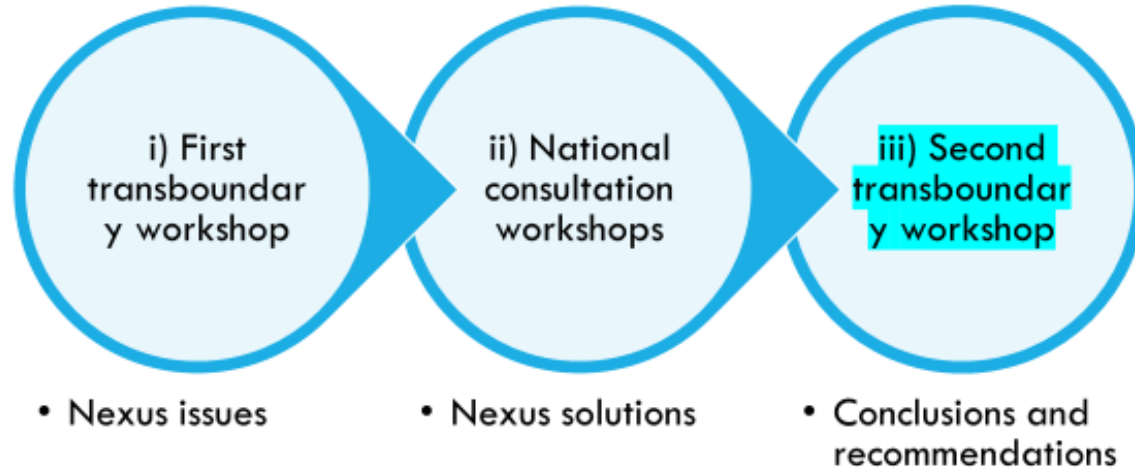 i) First
transboundar
y workshop
ii) National
consultation
workshops
iii) Second
transboundar
y workshop
• Nexus issues
• Nexus solutions
• Conclusions and
recommendations